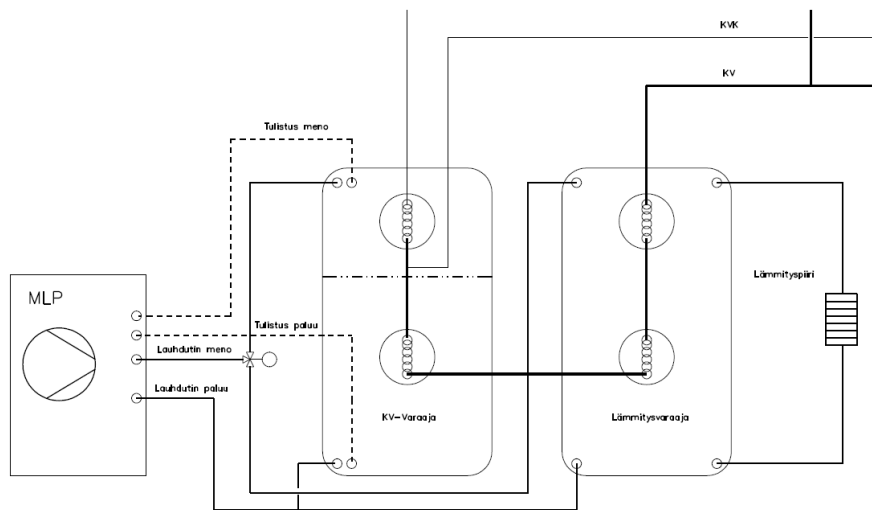 KVK
KV
Tulistus meno
Lämmityspiiri
MLP
Tulistus paluu
Lauhdutin meno
Lauhdutin paluu
KV-Varaaja
Lämmitysvaraaja